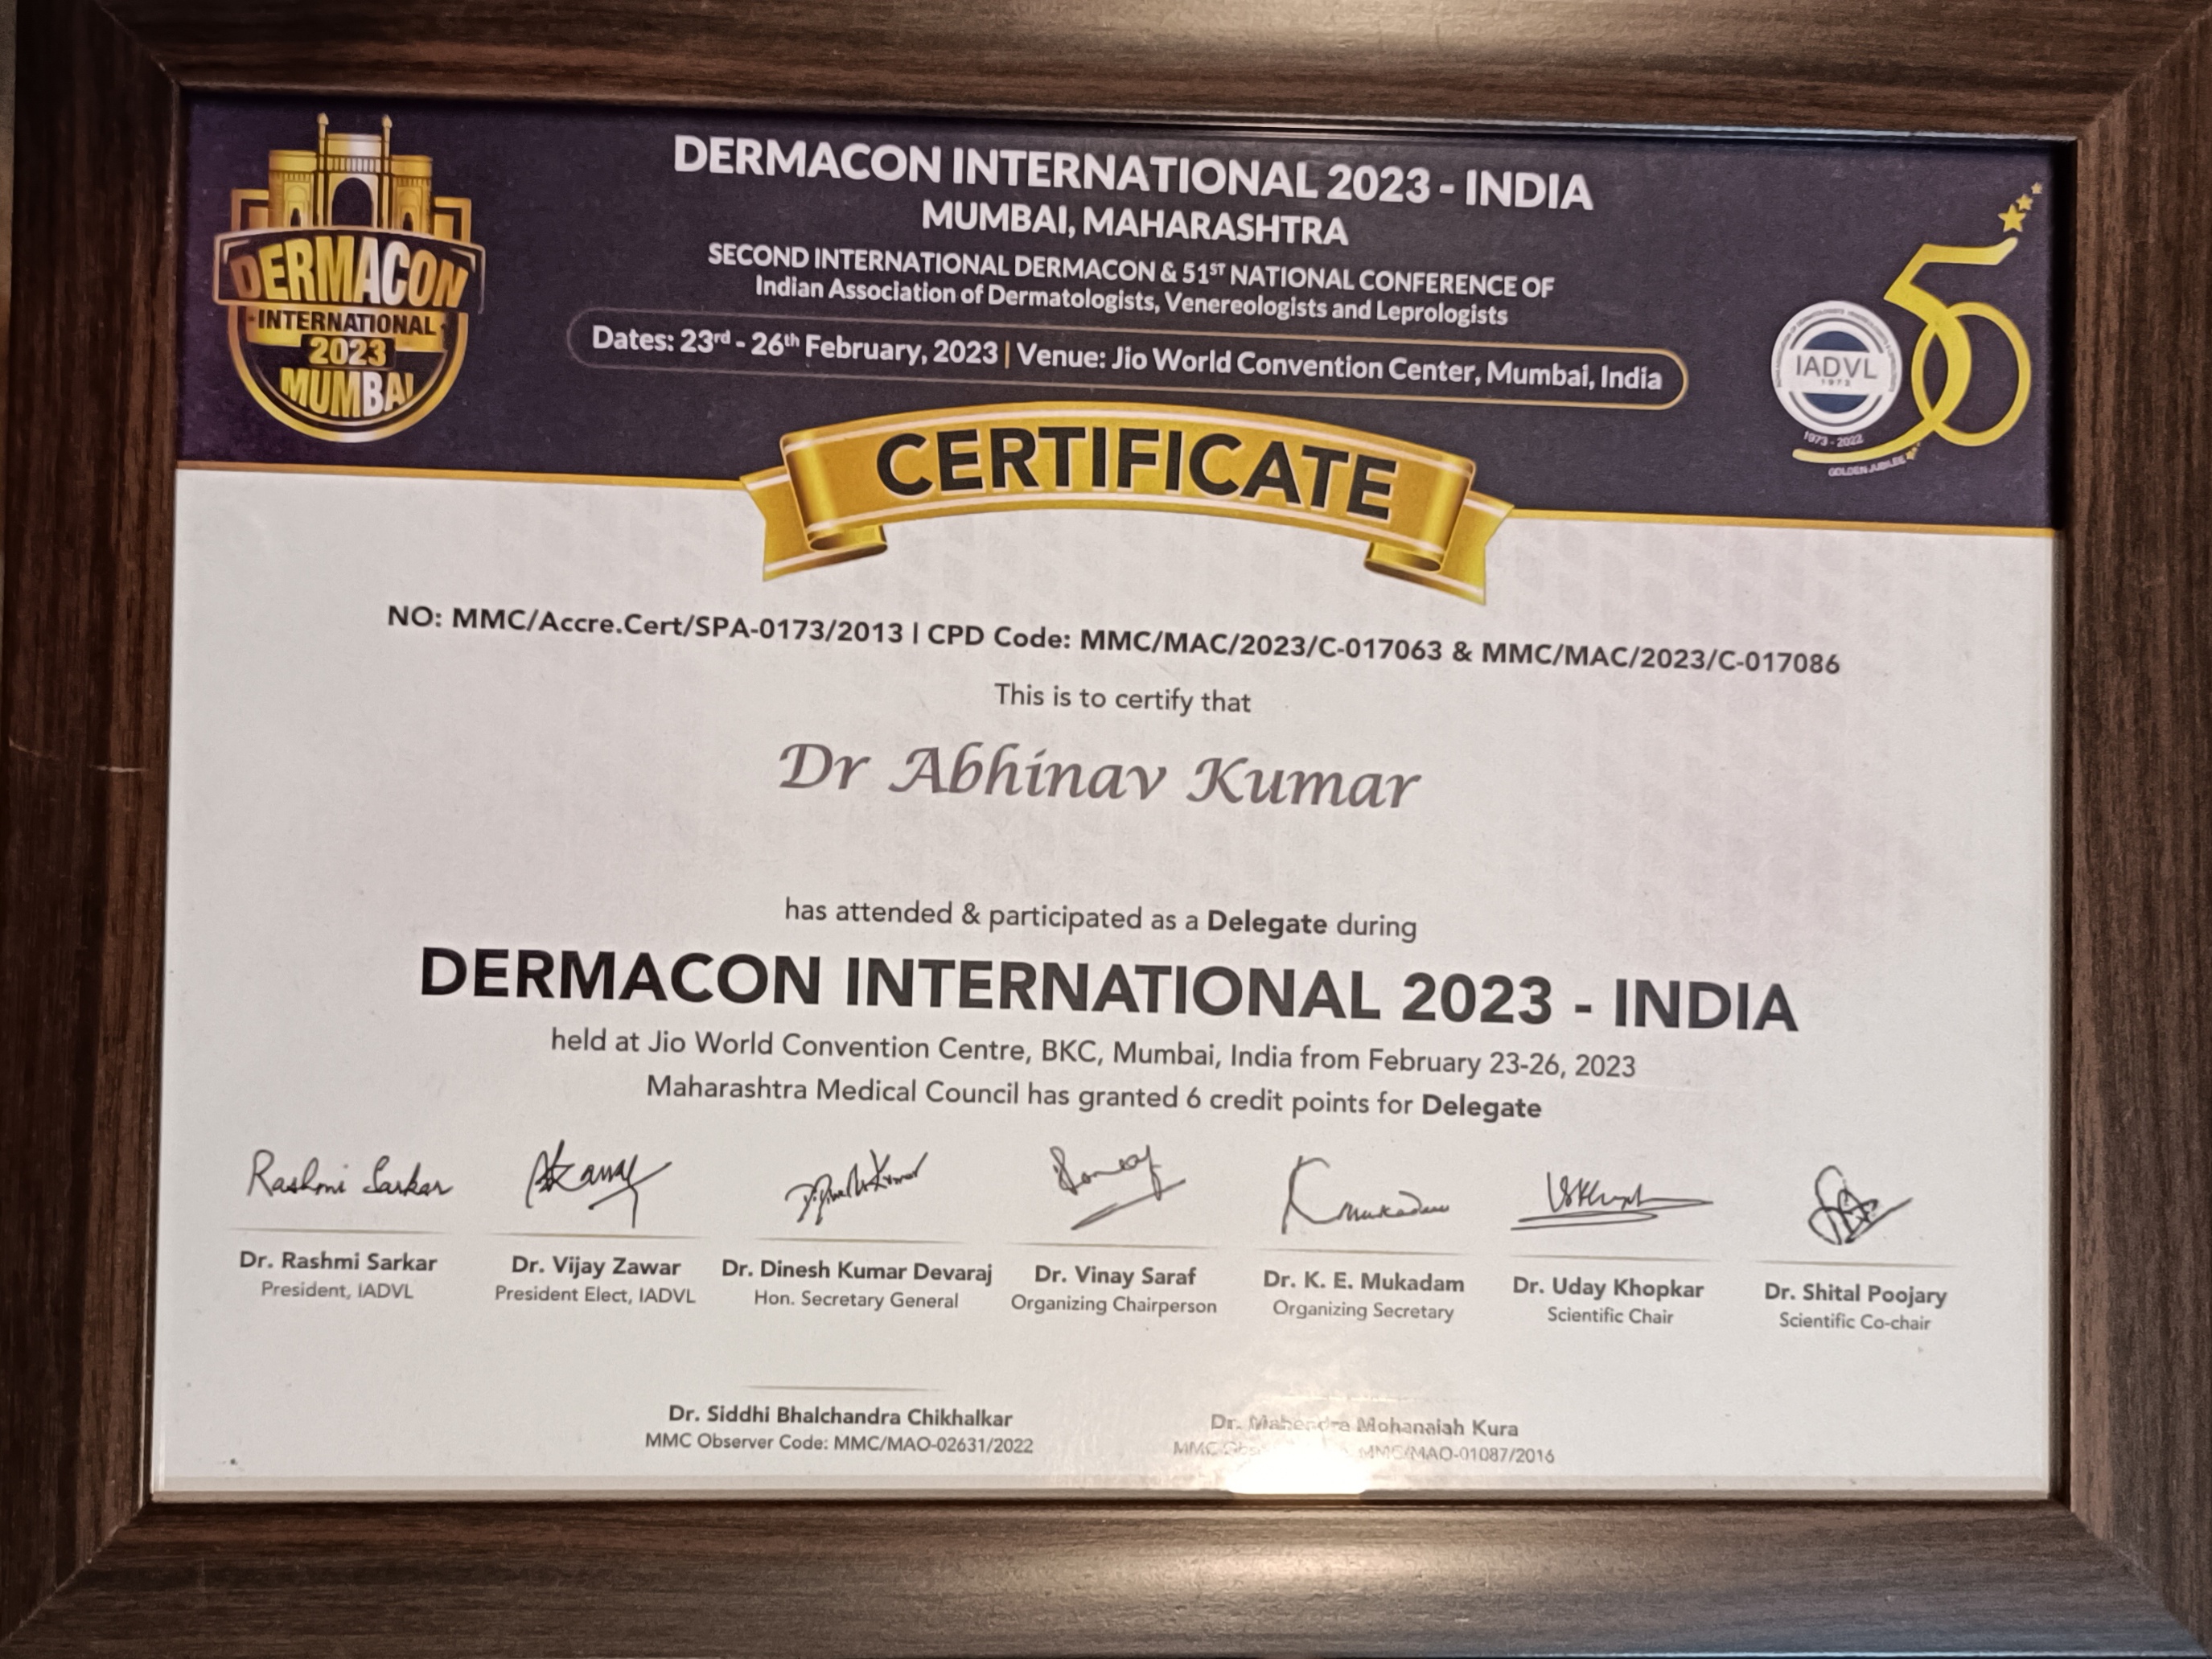 DERMACON
INTERNATIONAL
2023
MUMBAI
DERMACON INTERNATIONAL 2023 - INDIA
MUMBAI, MAHARASHTRA
SECOND INTERNATIONAL DERMACON & 51ST NATIONAL CONFERENCE OF
Indian Association of Dermatologists, Venereologists and Leprologists
Dates: 23rd - 26th February, 2023 | Venue: Jio World Convention Center, Mumbai, India
50
IADVL
1973
1973 - 2022
GOLDEN JUBILEE
CERTIFICATE
NO: MMC/Accre.Cert/SPA-0173/2013 | CPD Code: MMC/MAC/2023/C-017063 & MMC/MAC/2023/C-017086
This is to certify that
Dr Abhinav Kumar
has attended & participated as a Delegate during
DERMACON INTERNATIONAL 2023 - INDIA
held at Jio World Convention Centre, BKC, Mumbai, India from February 23-26, 2023
Maharashtra Medical Council has granted 6 credit points for Delegate
Rashmi Sarkar
Dr. Rashmi Sarkar
President, IADVL
Dr. Vijay Zawar
President Elect, IADVL
Dr. Dinesh Kumar Devaraj
Hon. Secretary General
Dr. Vinay Saraf
Organizing Chairperson
K Mukadam
Dr. K. E. Mukadam
Organizing Secretary
Dr. Uday Khopkar
Scientific Chair
Dr. Shital Poojary
Scientific Co-chair
Dr. Siddhi Bhalchandra Chikhalkar
MMC Observer Code: MMC/MAO-02631/2022
Dr. Mahendra Mohanaiah Kura
MMC MMC/MAO-01087/2016